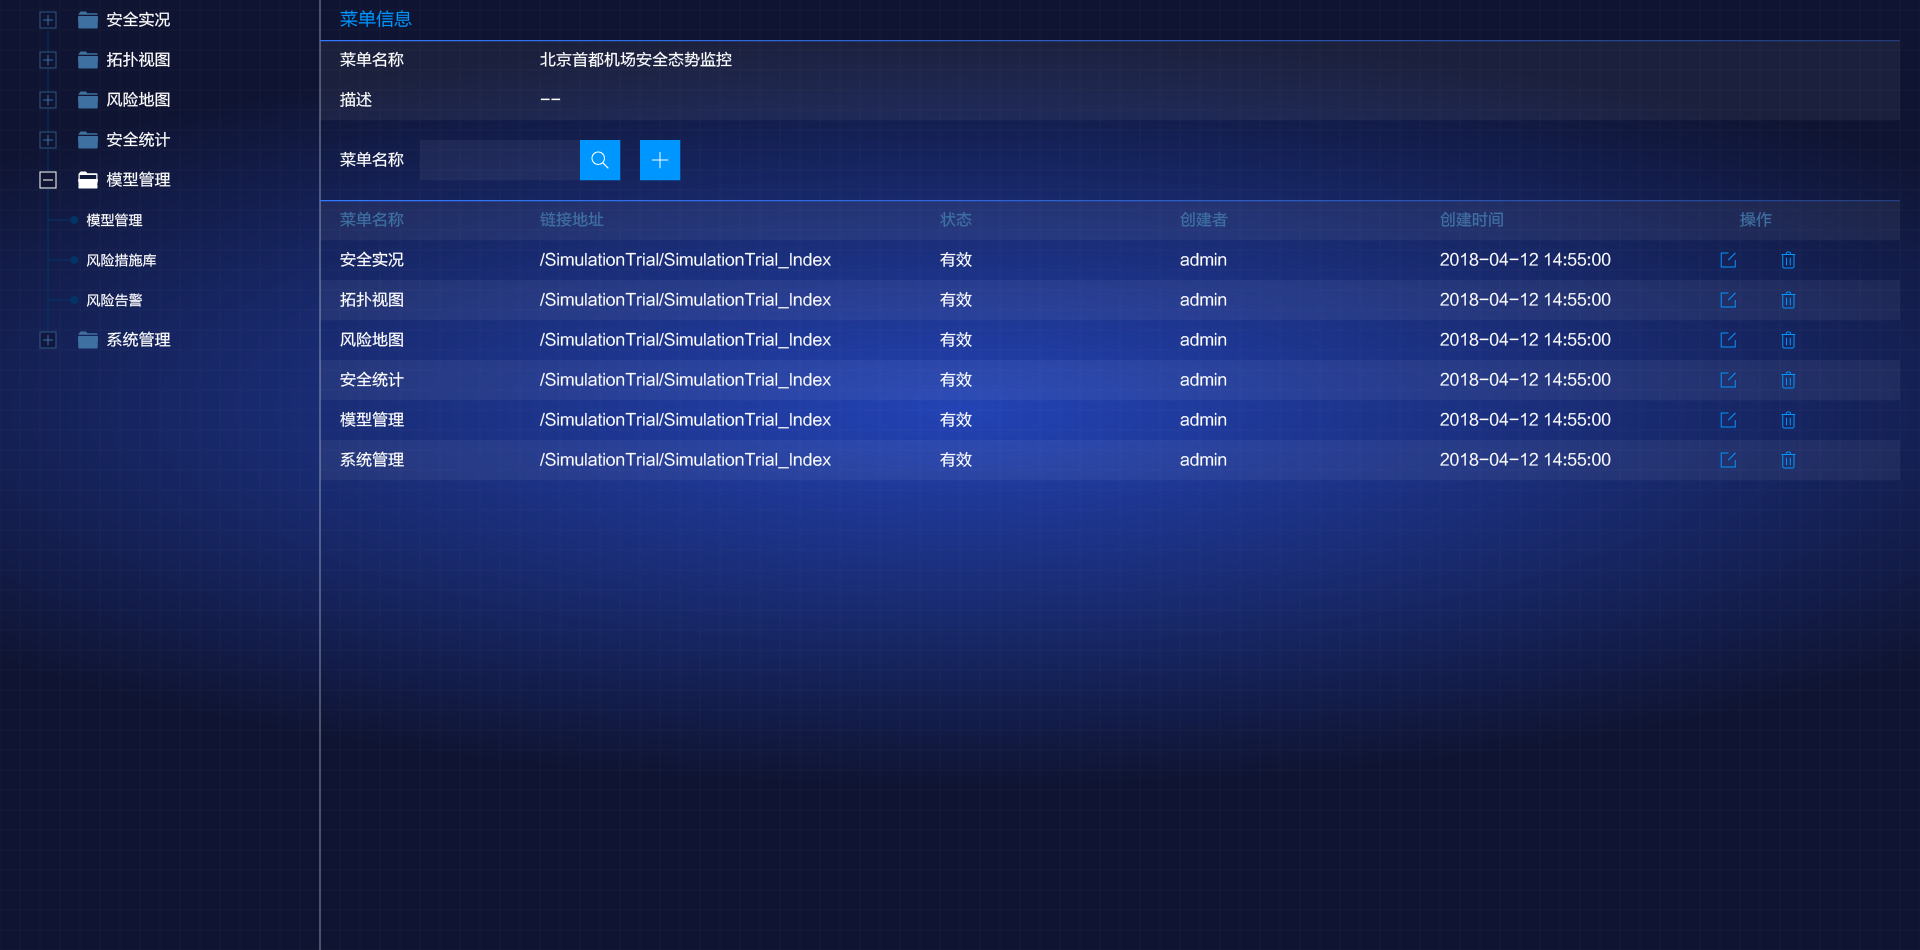 安全实况
拓扑视图
风险地图
安全统计
模型管理
模型管理
风险措施库
风险告警
系统管理
菜单信息
菜单名称 北京首都机场安全态势监控
描述 --
菜单名称
菜单名称 链接地址 状态 创建者 创建时间 操作
安全实况 /SimulationTrial/SimulationTrial_Index 有效 admin 2018-04-12 14:55:00
拓扑视图 /SimulationTrial/SimulationTrial_Index 有效 admin 2018-04-12 14:55:00
风险地图 /SimulationTrial/SimulationTrial_Index 有效 admin 2018-04-12 14:55:00
安全统计 /SimulationTrial/SimulationTrial_Index 有效 admin 2018-04-12 14:55:00
模型管理 /SimulationTrial/SimulationTrial_Index 有效 admin 2018-04-12 14:55:00
系统管理 /SimulationTrial/SimulationTrial_Index 有效 admin 2018-04-12 14:55:00